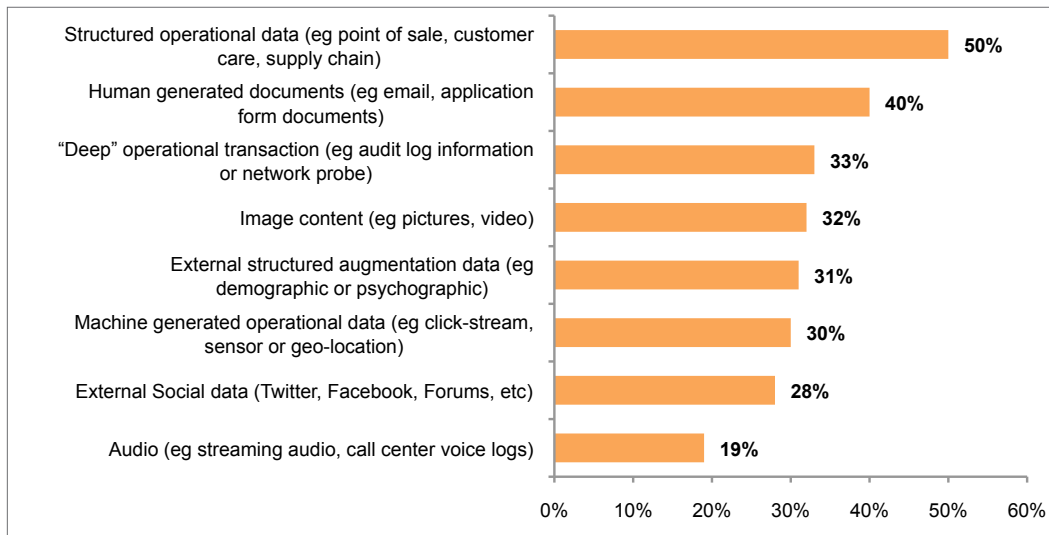 Structured operational data (eg point of sale, customer
care, supply chain)
50%
Human generated documents (eg email, application
form documents)
40%
“Deep” operational transaction (eg audit log information
or network probe)
33%
Image content (eg pictures, video)
32%
External structured augmentation data (eg
demographic or psychographic)
31%
Machine generated operational data (eg click-stream,
sensor or geo-location)
30%
External Social data (Twitter, Facebook, Forums, etc)
28%
Audio (eg streaming audio, call center voice logs)
19%
0% 10% 20% 30% 40% 50% 60%